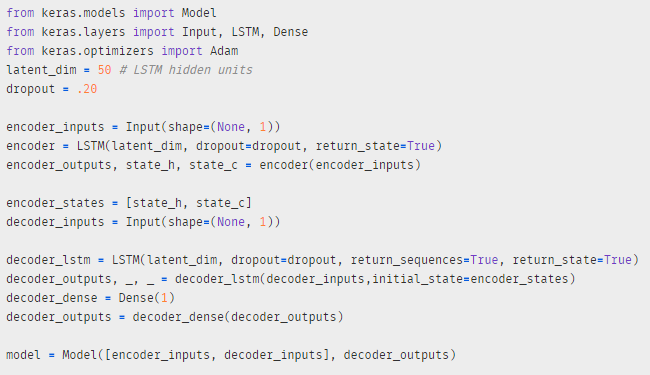 from keras.models import Model
from keras.layers import Input, LSTM, Dense
from keras.optimizers import Adam
latent_dim = 50 # LSTM hidden units
dropout = .20
encoder_inputs = Input(shape=(None, 1))
encoder = LSTM(latent_dim, dropout=dropout, return_state=True)
encoder_outputs, state_h, state_c = encoder(encoder_inputs)
encoder_states = [state_h, state_c]
decoder_inputs = Input(shape=(None, 1))
decoder_lstm = LSTM(latent_dim, dropout=dropout, return_sequences=True, return_state=True)
decoder_outputs, _, _ = decoder_lstm(decoder_inputs,initial_state=encoder_states)
decoder_dense = Dense(1)
decoder_outputs = decoder_dense(decoder_outputs)
model = Model([encoder_inputs, decoder_inputs], decoder_outputs)